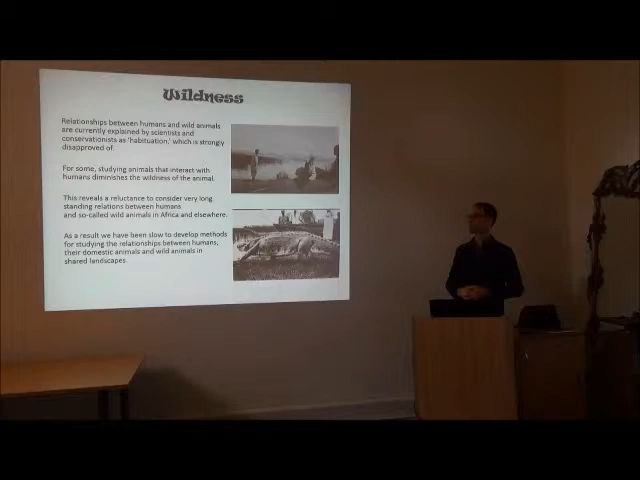 Wildness
Relationships between humans and wild animals
are currently explained by scientists and
conservationists as 'habituation,' which is strongly
disapproved of.
For some, studying animals that interact with
humans diminishes the wildness of the animal.
This reveals a reluctance to consider very long
standing relations between humans
and so-called wild animals in Africa and elsewhere.
As a result we have been slow to develop methods
for studying the relationships between humans,
their domestic animals and wild animals in
shared landscapes.